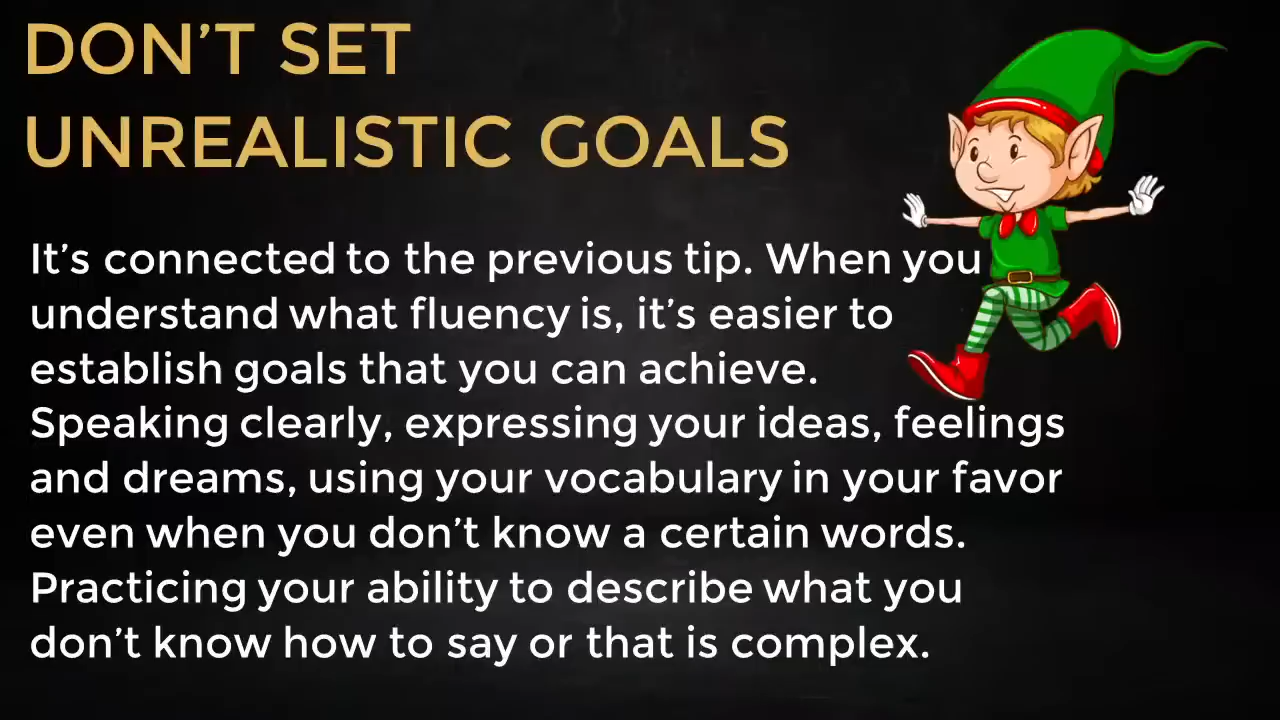 DON’T SET
UNREALISTIC GOALS
It’s connected to the previous tip. When you
understand what fluency is, it’s easier to
establish goals that you can achieve.
Speaking clearly, expressing your ideas, feelings
and dreams, using your vocabulary in your favor
even when you don’t know a certain words.
Practicing your ability to describe what you
don’t know how to say or that is complex.